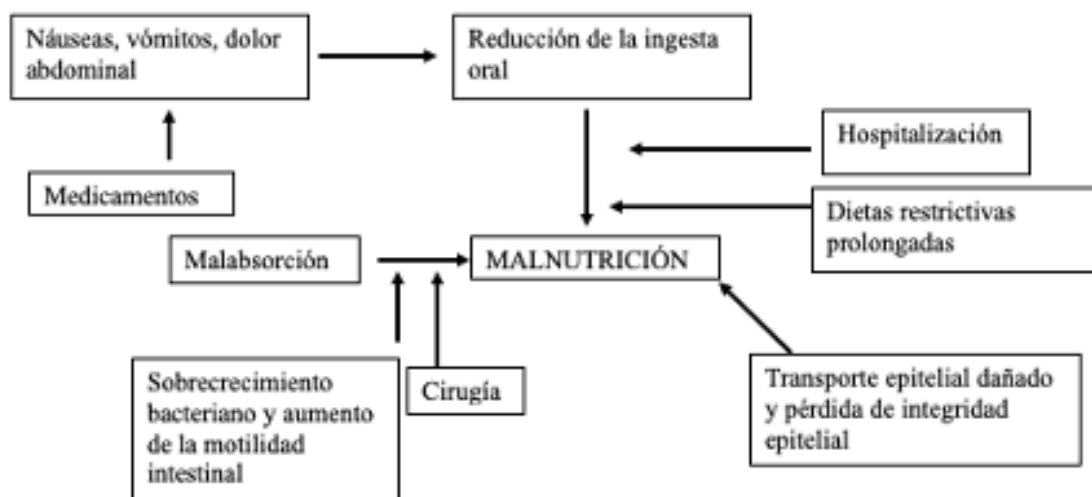 Náuseas, vómitos, dolor
abdominal
Reducción de la ingesta
oral
Hospitalización
Medicamentos
Dietas restrictivas
prolongadas
Malabsorción
MALNUTRICIÓN
Sobrecrecimiento
bacteriano y aumento
de la motilidad
intestinal
Cirugía
Transporte epitelial dañado
y pérdida de integridad
epitelial